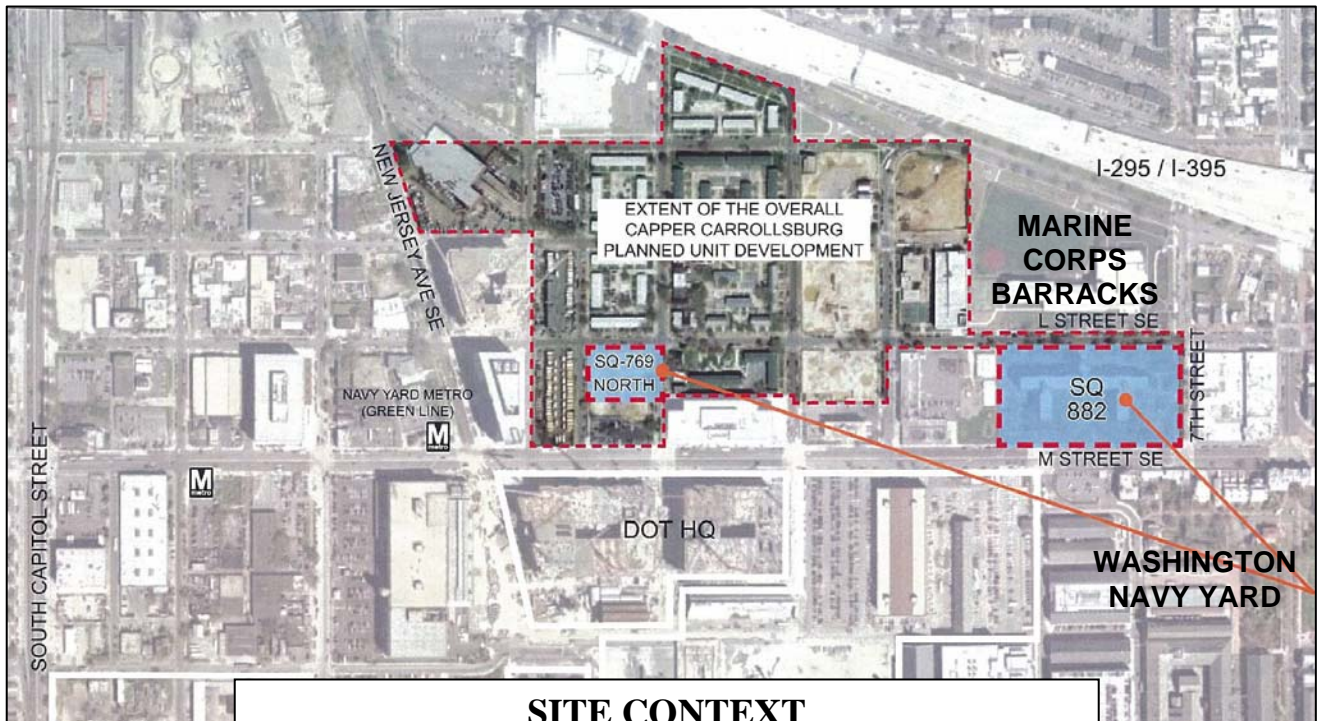 I-295 / I-395
NEW JERSEY AVE SE
EXTENT OF THE OVERALL
CAPPER CARROLLSBURG
PLANNED UNIT DEVELOPMENT
MARINE
CORPS
BARRACKS
L STREET SE
SQ-769
NORTH
SQ
882
7TH STREET
NAVY YARD METRO
(GREEN LINE)
M
metro
M STREET SE
M
metro
SOUTH CAPITOL STREET
DOT HQ
WASHINGTON
NAVY YARD
SITE CONTEXT